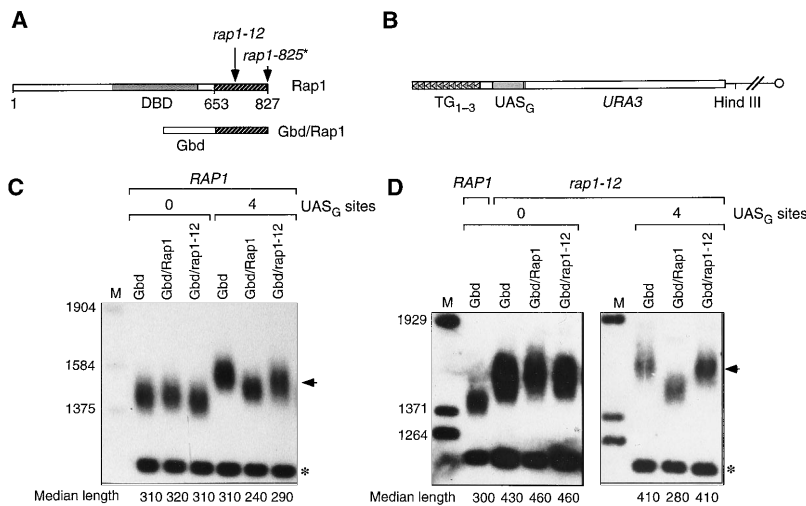 A
rap1-12
rap1-825*
Rap1
1 DBD 653 827
Gbd/Rap1
Gbd
B
TG1–3 UASG URA3 Hind III
C
RAP1
0 4 UASG sites
M Gbd Gbd/Rap1 Gbd/rap1-12 Gbd Gbd/Rap1 Gbd/rap1-12
1904
1584
1375
*
Median length 310 320 310 310 240 290
D
RAP1 rap1-12
0 4 UASG sites
M Gbd Gbd Gbd/Rap1 Gbd/rap1-12 M Gbd Gbd/Rap1 Gbd/rap1-12
1929
1371
1264
*
Median length 300 430 460 460 410 280 410